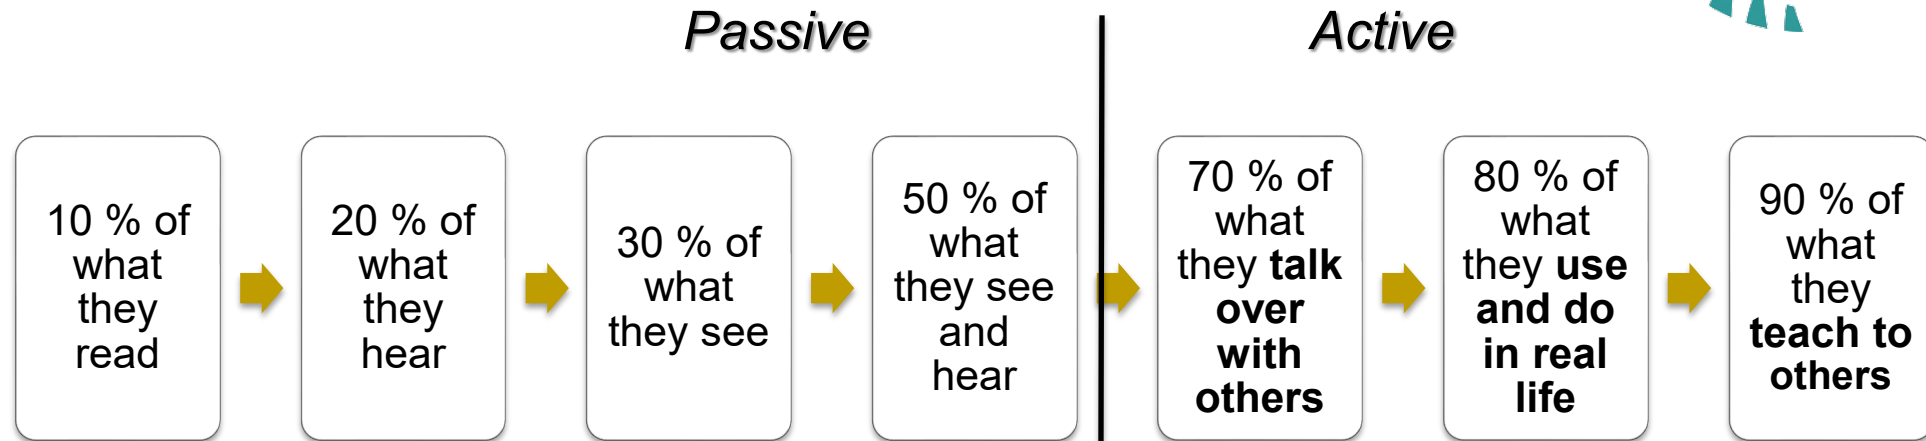 Passive
Active
10 % of
what
they
read
20 % of
what
they
hear
30 % of
what
they see
50 % of
what
they see
and
hear
70 % of
what
they talk
over
with
others
80 % of
what
they use
and do
in real
life
90 % of
what
they
teach to
others